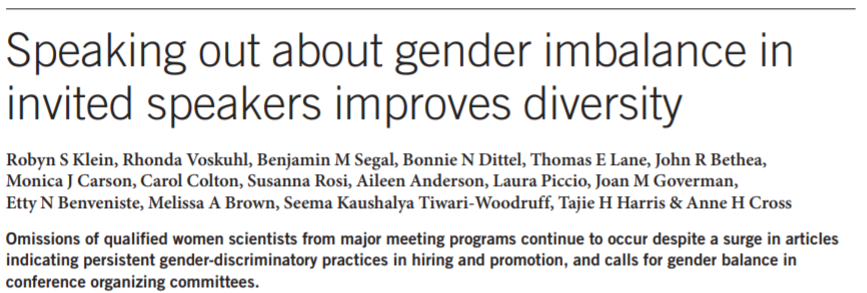 Speaking out about gender imbalance in
invited speakers improves diversity
Robyn S Klein, Rhonda Voskuhl, Benjamin M Segal, Bonnie N Dittel, Thomas E Lane, John R Bethea,
Monica J Carson, Carol Colton, Susanna Rosi, Aileen Anderson, Laura Piccio, Joan M Goverman,
Etty N Benveniste, Melissa A Brown, Seema Kaushalya Tiwari-Woodruff, Tajie H Harris & Anne H Cross
Omissions of qualified women scientists from major meeting programs continue to occur despite a surge in articles
indicating persistent gender-discriminatory practices in hiring and promotion, and calls for gender balance in
conference organizing committees.